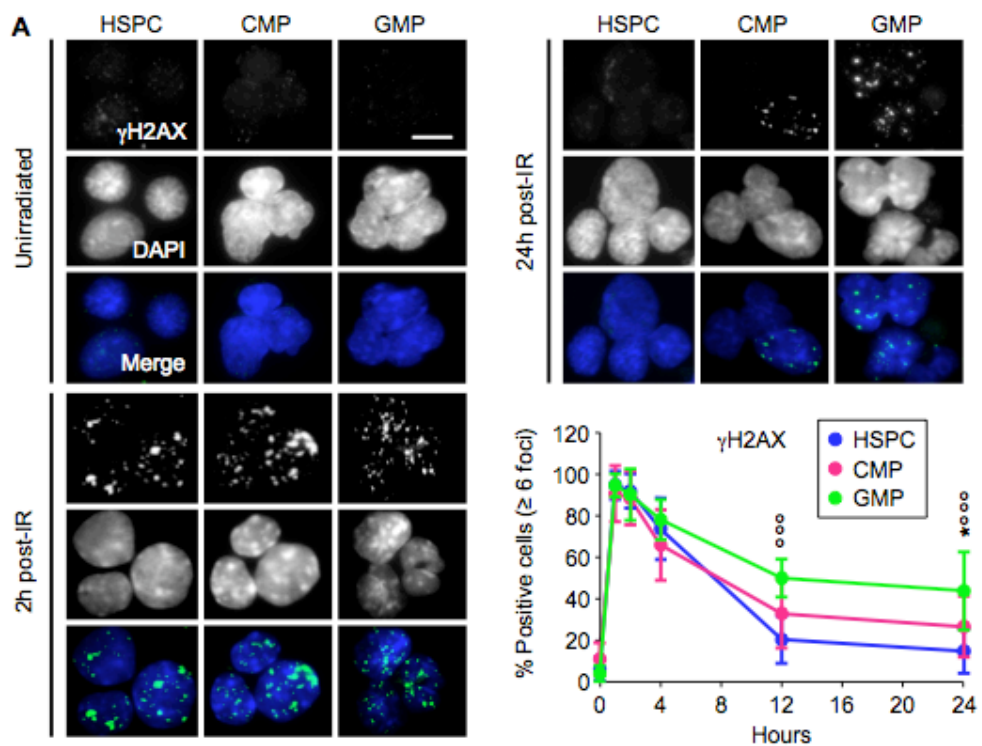 A
HSPC CMP GMP
Unirradiated
γH2AX
DAPI
Merge
2h post-IR
HSPC CMP GMP
24h post-IR
% Positive cells (≥ 6 foci)
120
100
80
60
40
20
0
γH2AX
HSPC
CMP
GMP
°°°
*°°°
0 4 8 12 16 20 24
Hours